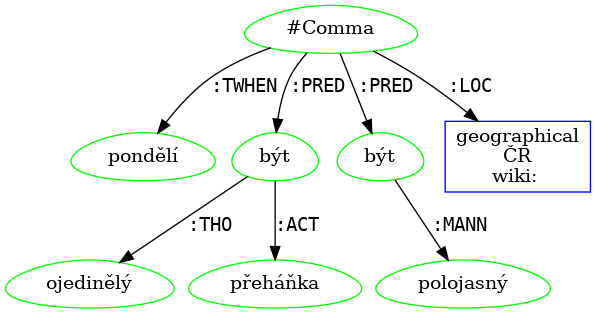 #Comma
:TWHEN :PRED :PRED :LOC
pondělí být být geographical
ČR
wiki:
:THO :ACT :MANN
ojedinělý přeháňka polojasný